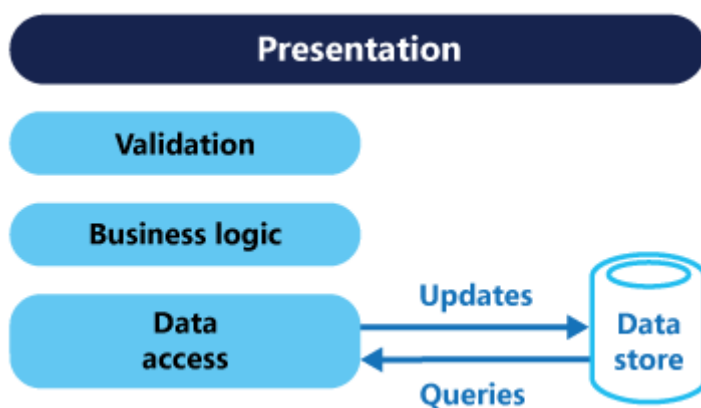 Presentation
Validation
Business logic
Data
access
Updates
Queries
Data
store